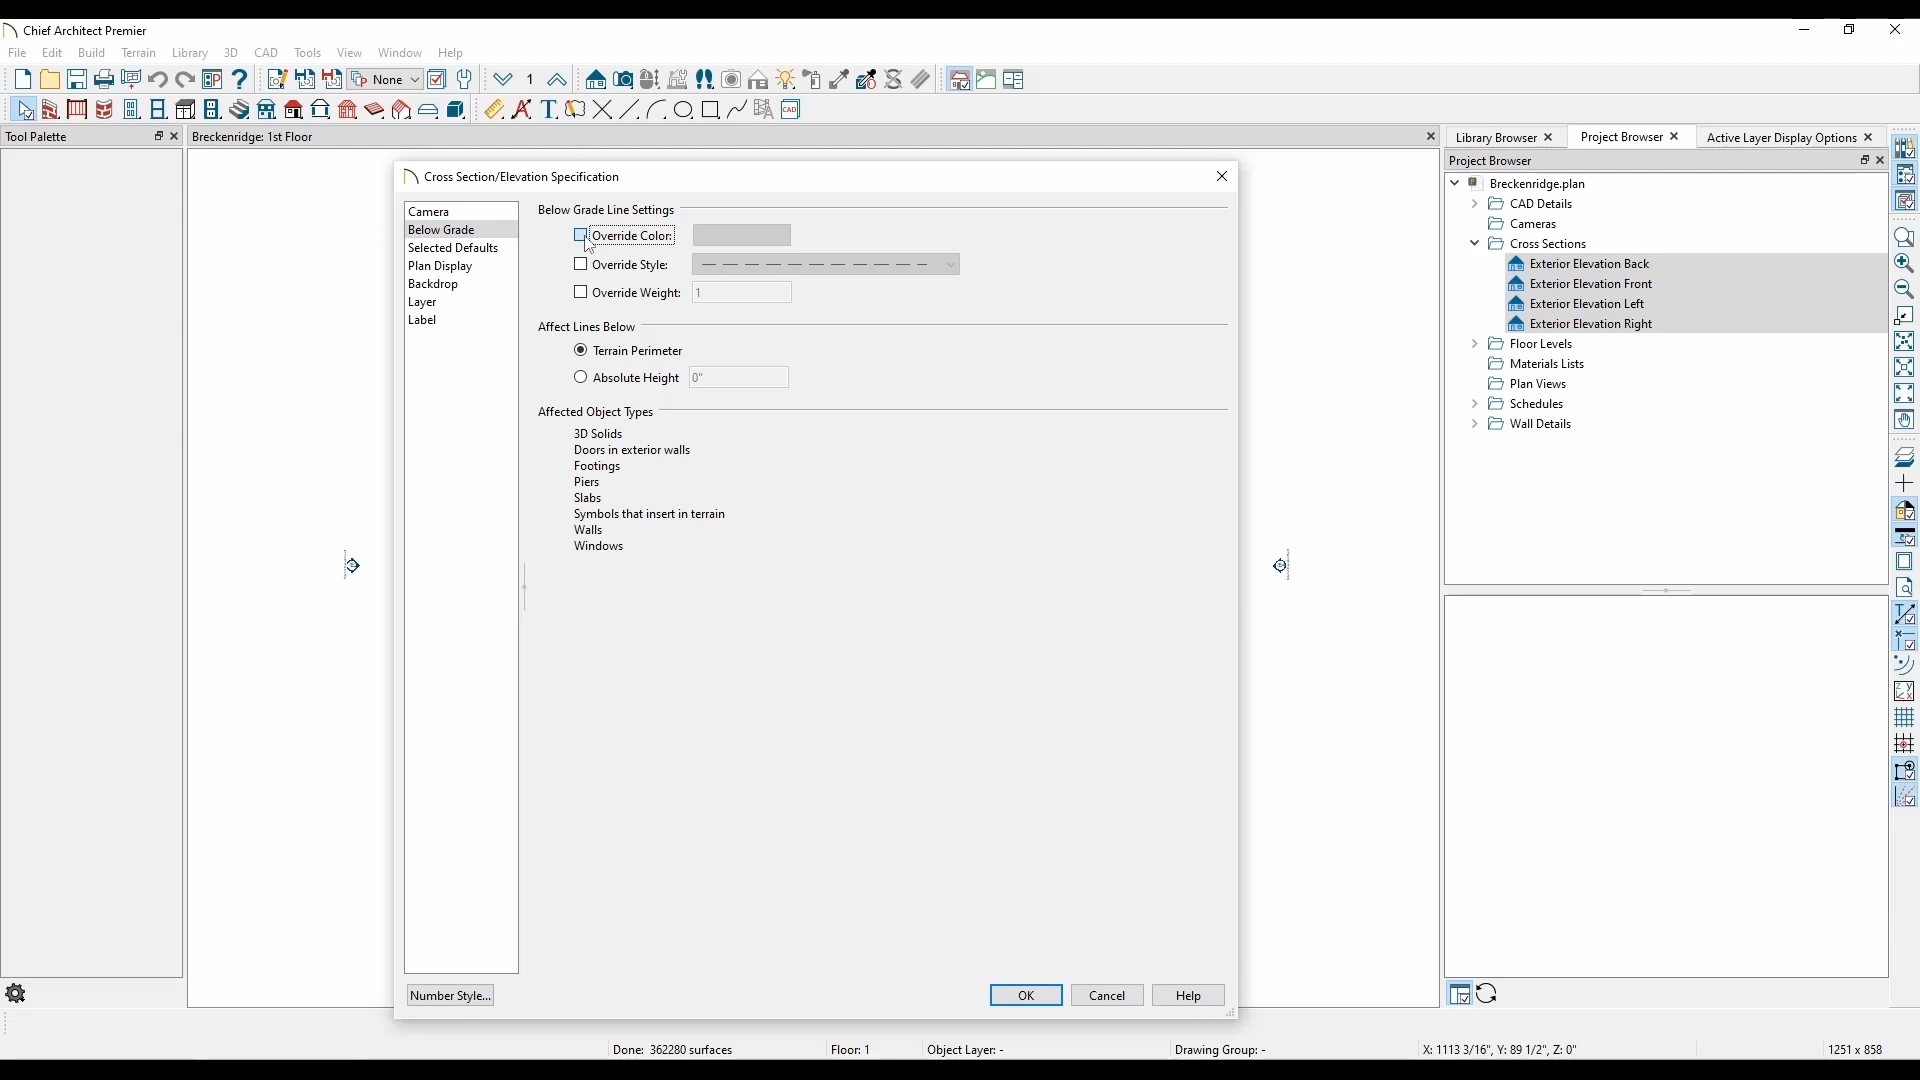 Chief Architect Premier
File Edit Build Terrain Library 3D CAD Tools View Window Help
None 1
CAD
Tool Palette
Breckenridge: 1st Floor
Library Browser Project Browser Active Layer Display Options
Project Browser
Breckenridge.plan
CAD Details
Cameras
Cross Sections
Exterior Elevation Back
Exterior Elevation Front
Exterior Elevation Left
Exterior Elevation Right
Floor Levels
Materials Lists
Plan Views
Schedules
Wall Details
Cross Section/Elevation Specification
Camera
Below Grade
Selected Defaults
Plan Display
Backdrop
Layer
Label
Below Grade Line Settings
Override Color:
Override Style:
Override Weight: 1
Affect Lines Below
Terrain Perimeter
Absolute Height 0"
Affected Object Types
3D Solids
Doors in exterior walls
Footings
Piers
Slabs
Symbols that insert in terrain
Walls
Windows
Number Style... OK Cancel Help
Done: 362280 surfaces Floor: 1 Object Layer: - Drawing Group: - X: 1113 3/16", Y: 89 1/2", Z: 0" 1251 x 858